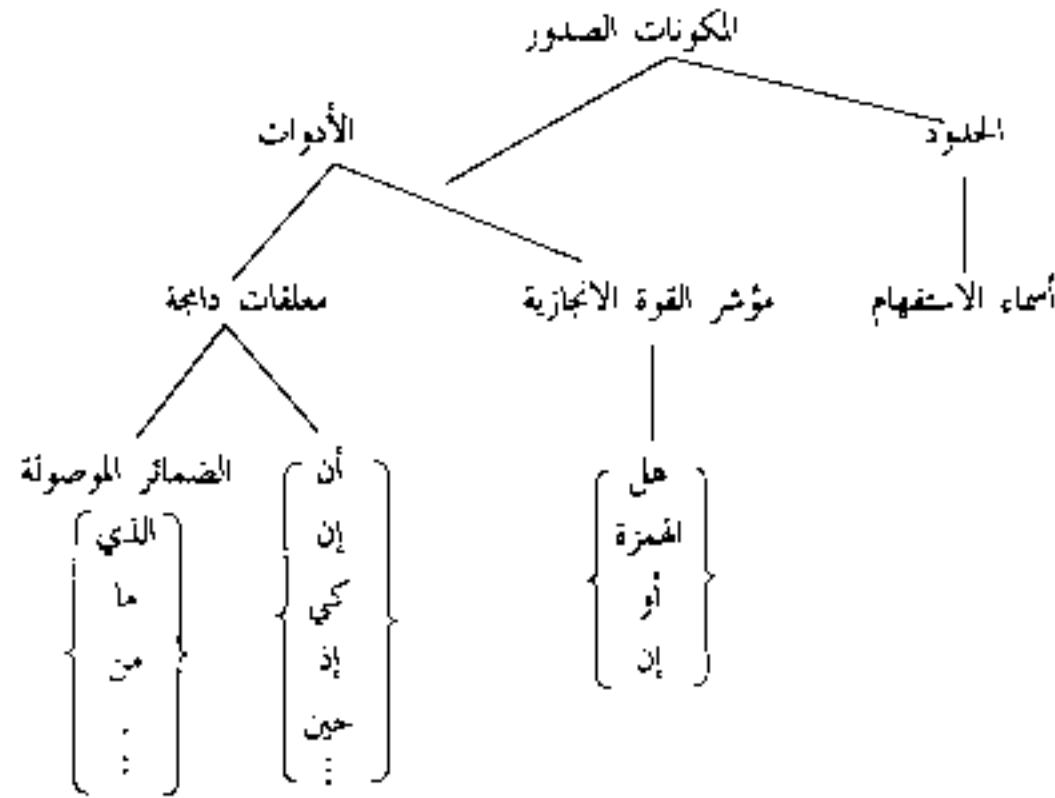 المكونات الصدور
الحدود
الأدوات
أسماء الاستفهام
مؤشر القوة الانجازية
معلقات دامجة
هل
الهمزة
أو
إن
أن
إن
كي
إذ
حين
⋮
الضمائر الموصولة
الذي
ما
من
⋮